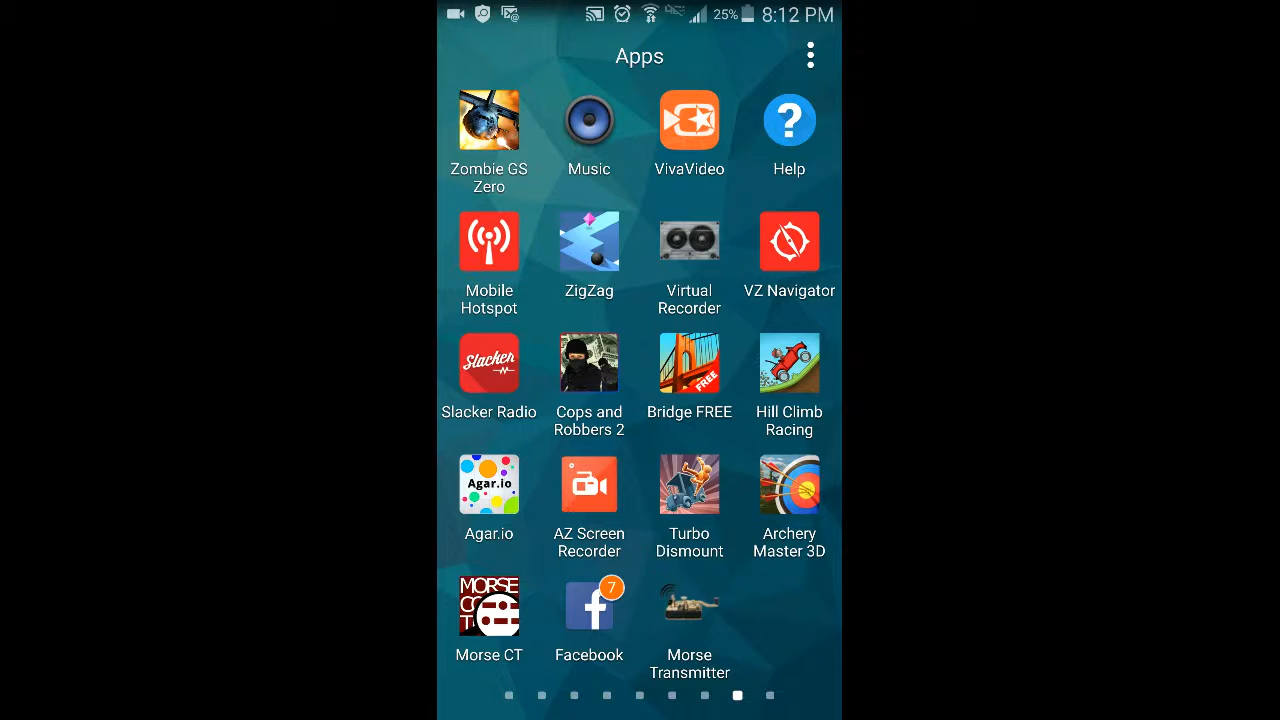 25% 8:12 PM
Apps
Zombie GS
Zero
Music
VivaVideo
?
Help
Mobile
Hotspot
ZigZag
Virtual
Recorder
VZ Navigator
Slacker
Slacker Radio
Cops and
Robbers 2
FREE
Bridge FREE
Hill Climb
Racing
Agar.io
Agar.io
AZ Screen
Recorder
Turbo
Dismount
Archery
Master 3D
MORSE
CO
T
Morse CT
f
7
Facebook
Morse
Transmitter